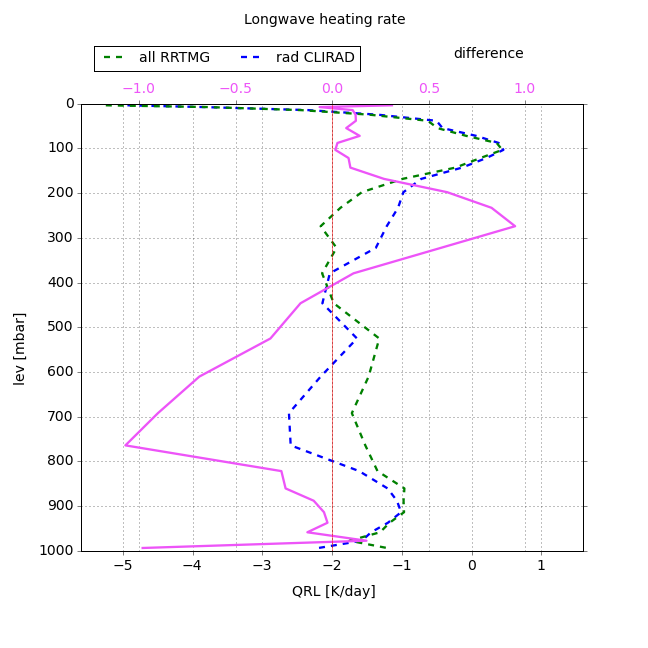 Longwave heating rate
all RRTMG rad CLIRAD difference
−1.0 −0.5 0.0 0.5 1.0
0
100
200
300
400
500
600
700
800
900
1000
lev [mbar]
−5 −4 −3 −2 −1 0 1
QRL [K/day]